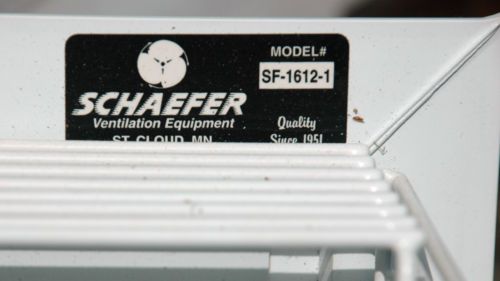 MODEL#
SF-1612-1
SCHAEFER
Ventilation Equipment
ST. CLOUD, MN
Quality
Since 1951